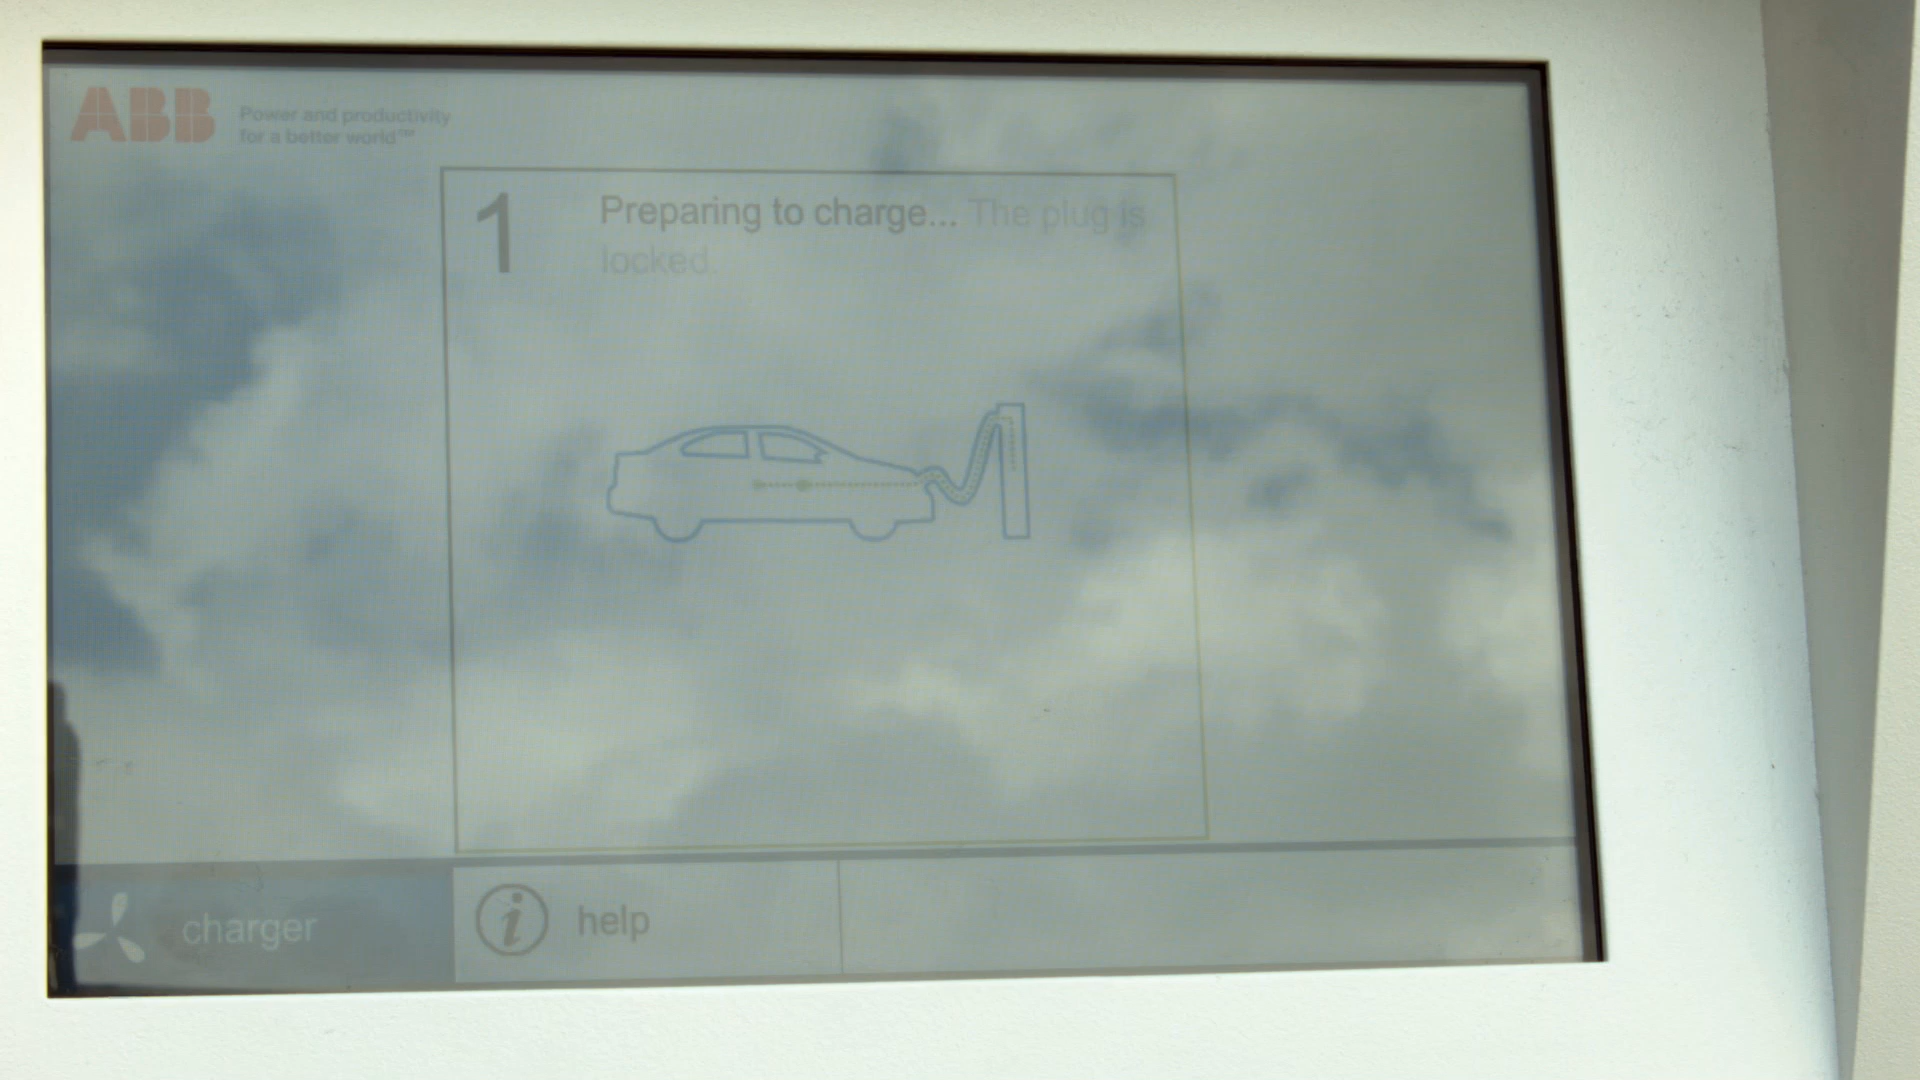 ABB
Power and productivity
for a better world™
1
Preparing to charge... The plug is
locked.
charger
i help